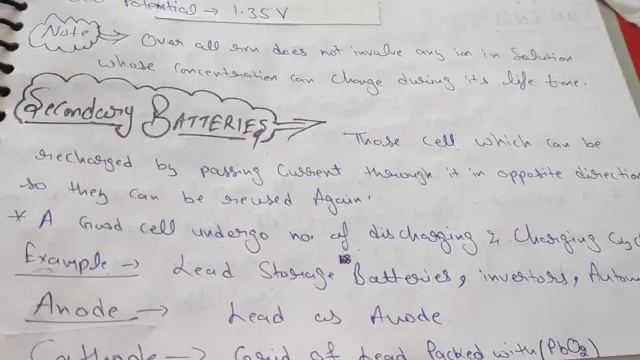 Potential → 1.35 V
Note → Over all rxn does not involve any ion in Solution
whose concentration can change during its life time.
Secondary BATTERIES →
Those cell which can be
recharged by passing current through it in opposite direction
so they can be reused Again.
* A Good cell undergo no. of discharging & Charging
Example → Lead Storage Batteries, invertors,
Anode → Lead as Anode
Cathode → Grid of Lead Packed with (PbO2)